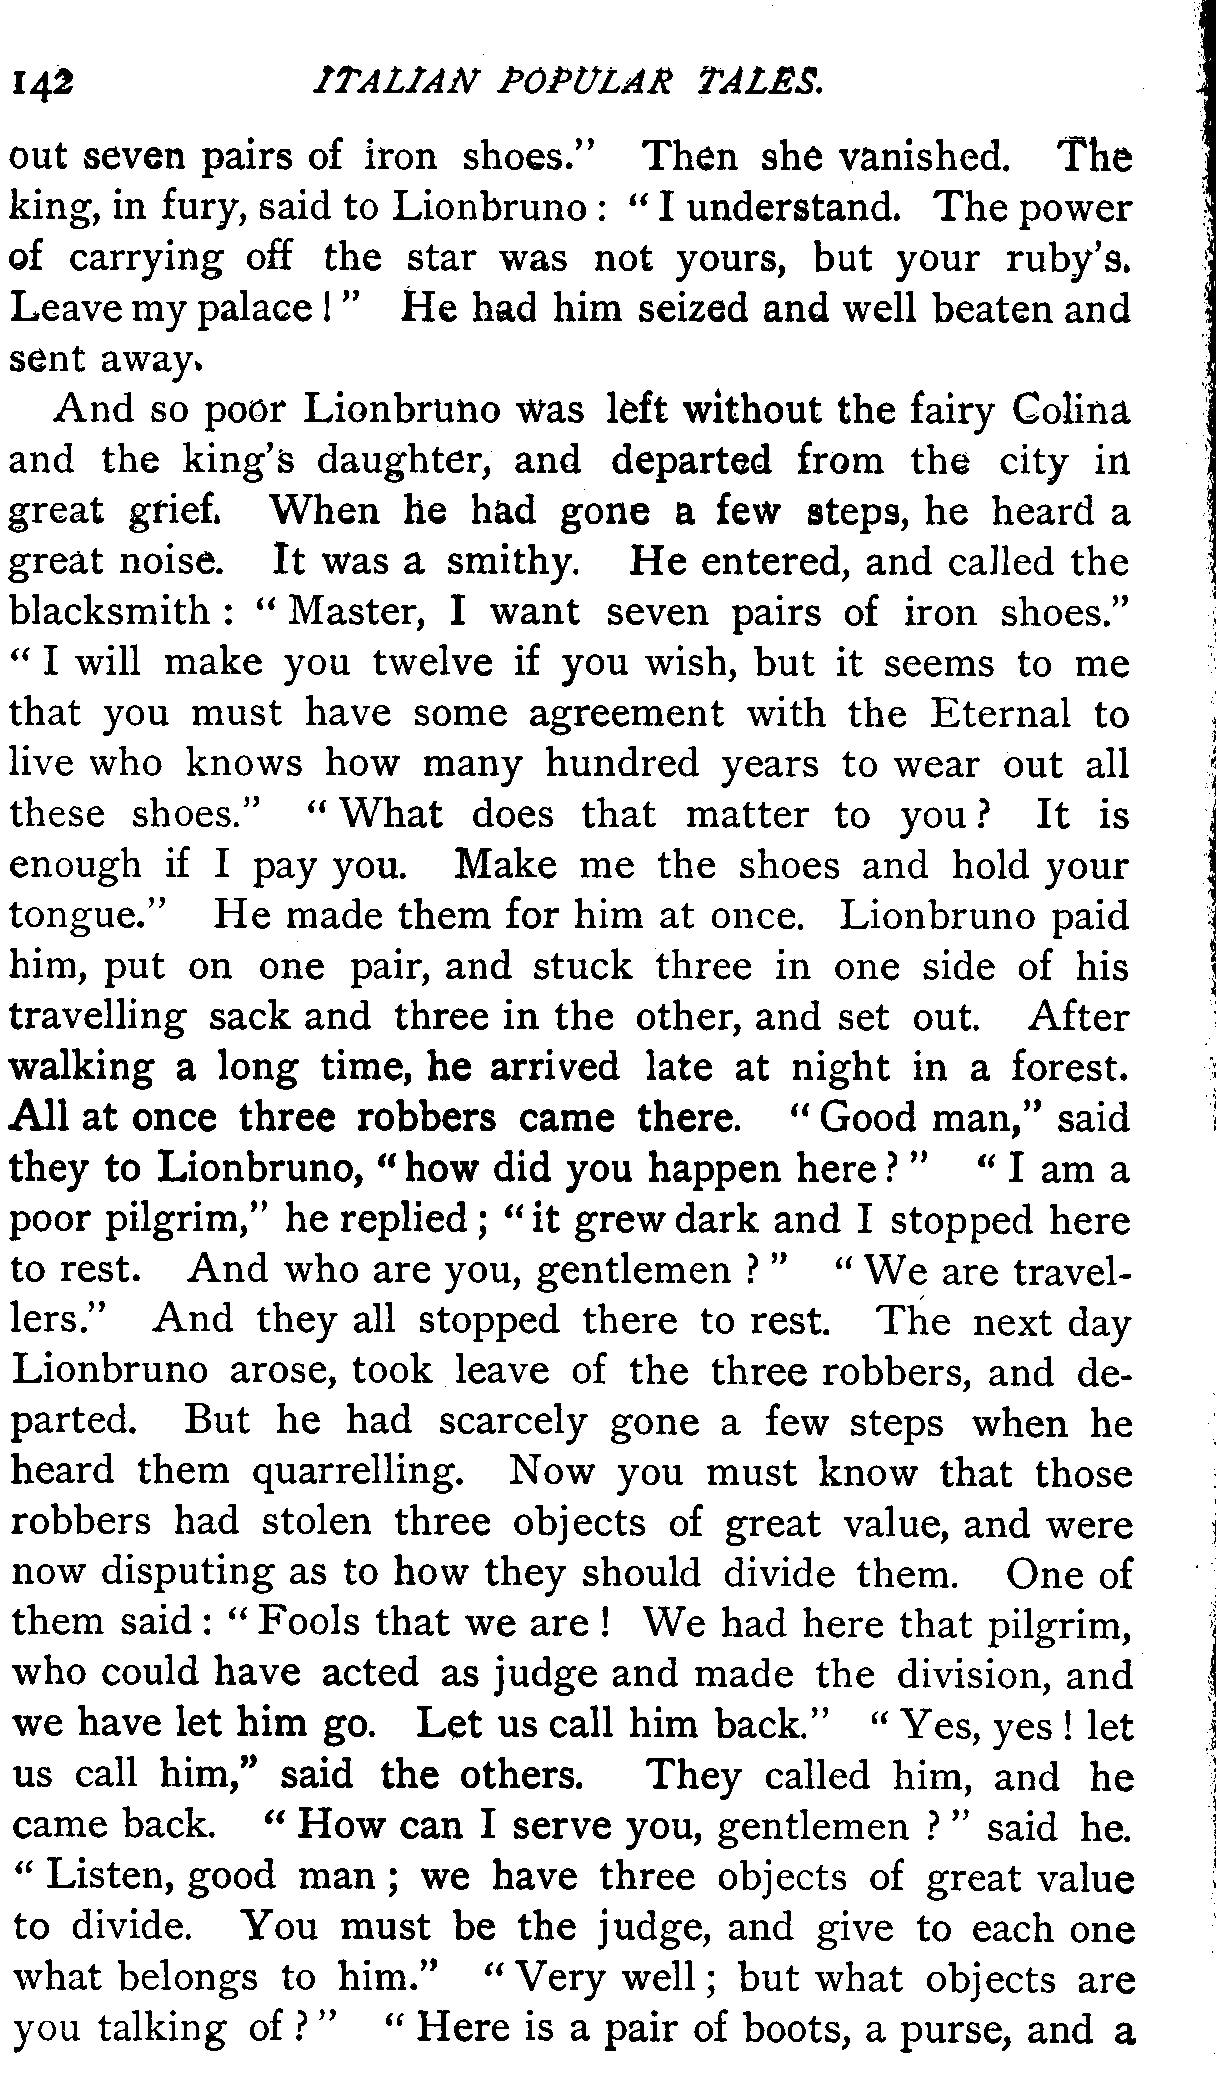 142 ITALIAN POPULAR TALES.
out seven pairs of iron shoes." Then she vanished. The
king, in fury, said to Lionbruno : " I understand. The power
of carrying off the star was not yours, but your ruby's.
Leave my palace ! " He had him seized and well beaten and
sent away.
And so poor Lionbruno was left without the fairy Colina
and the king's daughter, and departed from the city in
great grief. When he had gone a few steps, he heard a
great noise. It was a smithy. He entered, and called the
blacksmith : " Master, I want seven pairs of iron shoes."
" I will make you twelve if you wish, but it seems to me
that you must have some agreement with the Eternal to
live who knows how many hundred years to wear out all
these shoes." " What does that matter to you ? It is
enough if I pay you. Make me the shoes and hold your
tongue." He made them for him at once. Lionbruno paid
him, put on one pair, and stuck three in one side of his
travelling sack and three in the other, and set out. After
walking a long time, he arrived late at night in a forest.
All at once three robbers came there. " Good man," said
they to Lionbruno, " how did you happen here ? " " I am a
poor pilgrim," he replied ; " it grew dark and I stopped here
to rest. And who are you, gentlemen ? " " We are travel-
lers." And they all stopped there to rest. The next day
Lionbruno arose, took leave of the three robbers, and de-
parted. But he had scarcely gone a few steps when he
heard them quarrelling. Now you must know that those
robbers had stolen three objects of great value, and were
now disputing as to how they should divide them. One of
them said : " Fools that we are ! We had here that pilgrim,
who could have acted as judge and made the division, and
we have let him go. Let us call him back." " Yes, yes ! let
us call him," said the others. They called him, and he
came back. " How can I serve you, gentlemen ? " said he.
" Listen, good man ; we have three objects of great value
to divide. You must be the judge, and give to each one
what belongs to him." " Very well ; but what objects are
you talking of ? " " Here is a pair of boots, a purse, and a